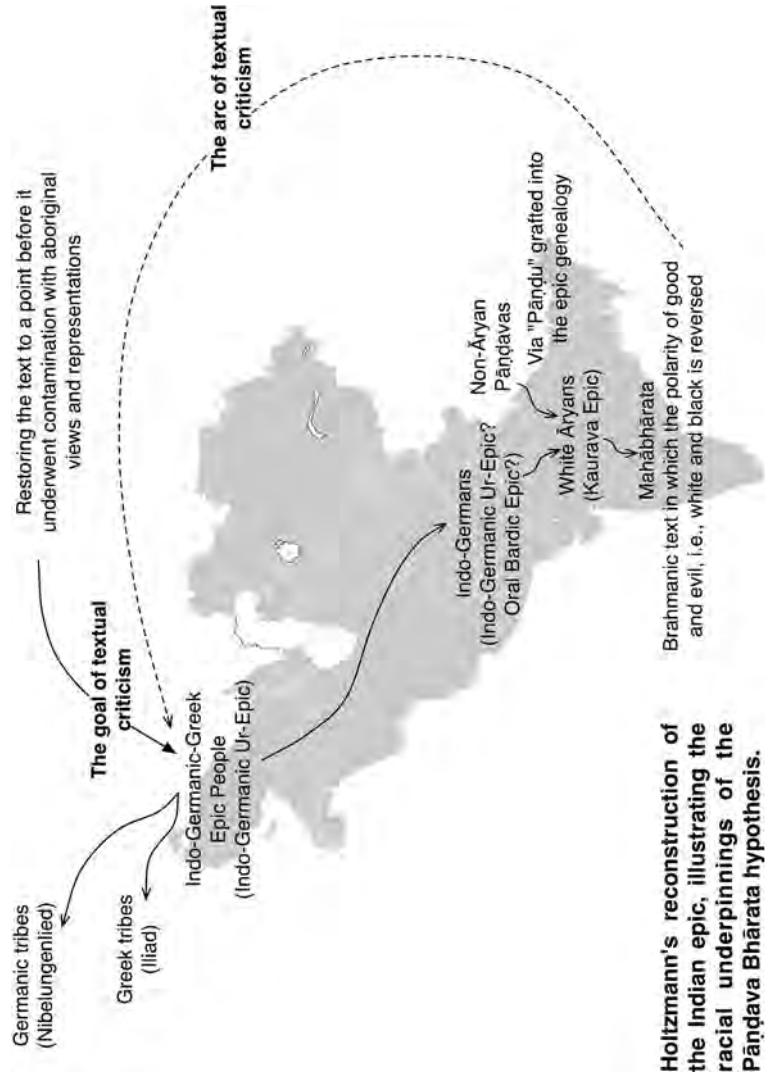 Restoring the text to a point before it
underwent contamination with aboriginal
views and representations
The arc of textual
criticism
The goal of textual
criticism
Germanic tribes
(Nibelungenlied)
Greek tribes
(Iliad)
Indo-Germanic-Greek
Epic People
(Indo-Germanic Ur-Epic)
Indo-Germans
(Indo-Germanic Ur-Epic?
Oral Bardic Epic?)
Non-Āryan
Pāṇḍavas
Via "Pāṇḍu" grafted into
the epic genealogy
White Āryans
(Kaurava Epic)
Mahābhārata
Brahmanic text in which the polarity of good
and evil, i.e., white and black is reversed
Holtzmann's reconstruction of
the Indian epic, illustrating the
racial underpinnings of the
Pāṇḍava Bhārata hypothesis.